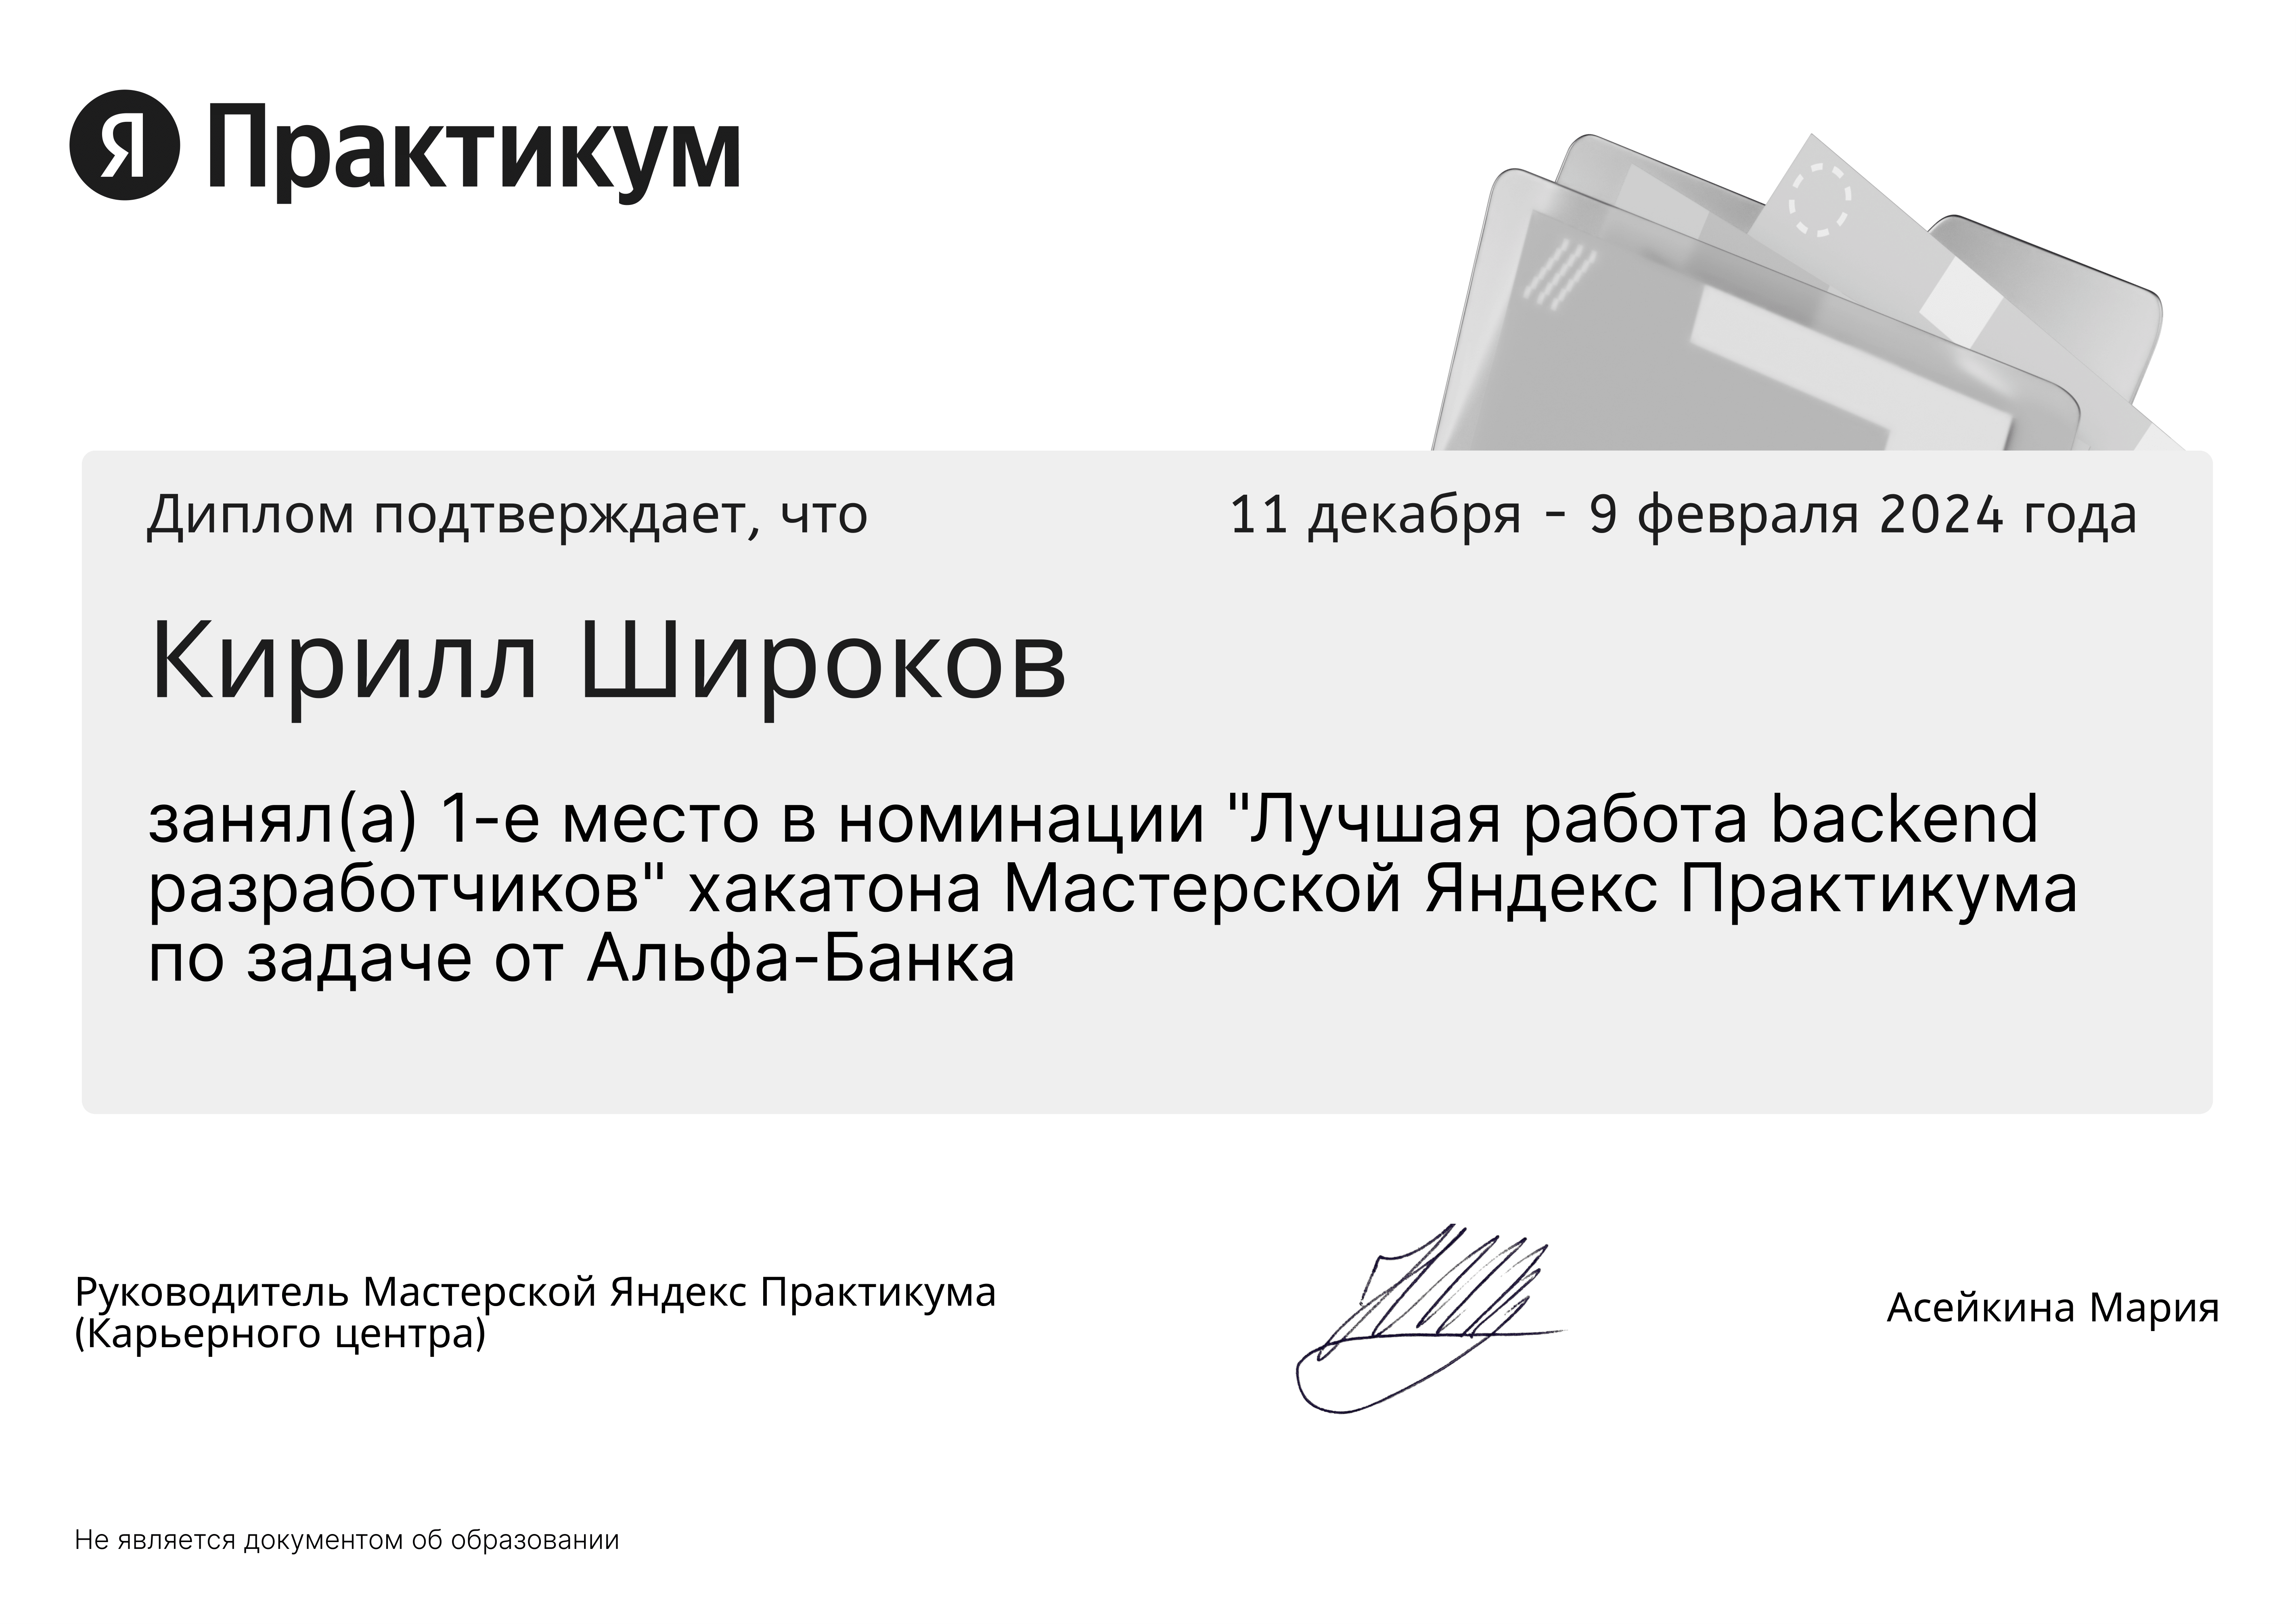 Я Практикум
Диплом подтверждает, что
11 декабря - 9 февраля 2024 года
Кирилл Широков
занял(а) 1-е место в номинации "Лучшая работа backend
разработчиков" хакатона Мастерской Яндекс Практикума
по задаче от Альфа-Банка
Руководитель Мастерской Яндекс Практикума
(Карьерного центра)
Асейкина Мария
Не является документом об образовании